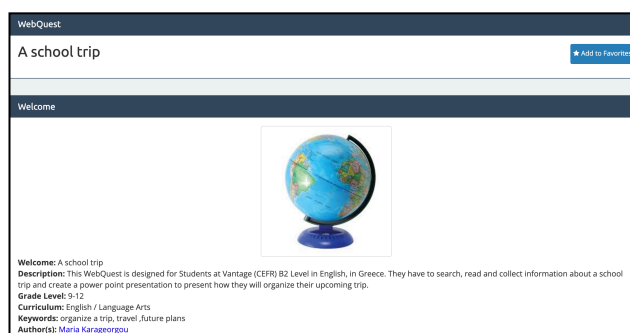 WebQuest
A school trip
★ Add to Favorites
Welcome
Welcome: A school trip
Description: This WebQuest is designed for Students at Vantage (CEFR) B2 Level in English, in Greece. They have to search, read and collect information about a school
trip and create a power point presentation to present how they will organize their upcoming trip.
Grade Level: 9-12
Curriculum: English / Language Arts
Keywords: organize a trip, travel ,future plans
Author(s): Maria Karageorgou